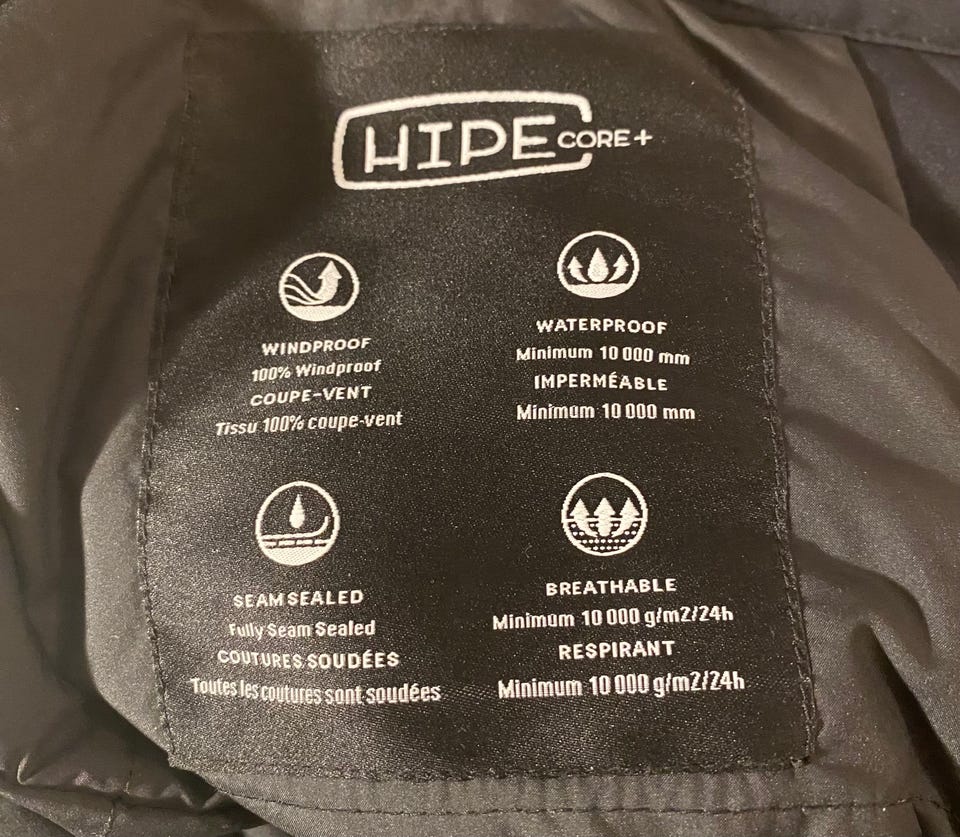 HIPE CORE+
WINDPROOF
100% Windproof
COUPE-VENT
Tissu 100% coupe-vent
WATERPROOF
Minimum 10 000 mm
IMPERMÉABLE
Minimum 10 000 mm
SEAM SEALED
Fully Seam Sealed
COUTURES SOUDÉES
Toutes les coutures sont soudées
BREATHABLE
Minimum 10 000 g/m2/24h
RESPIRANT
Minimum 10 000 g/m2/24h